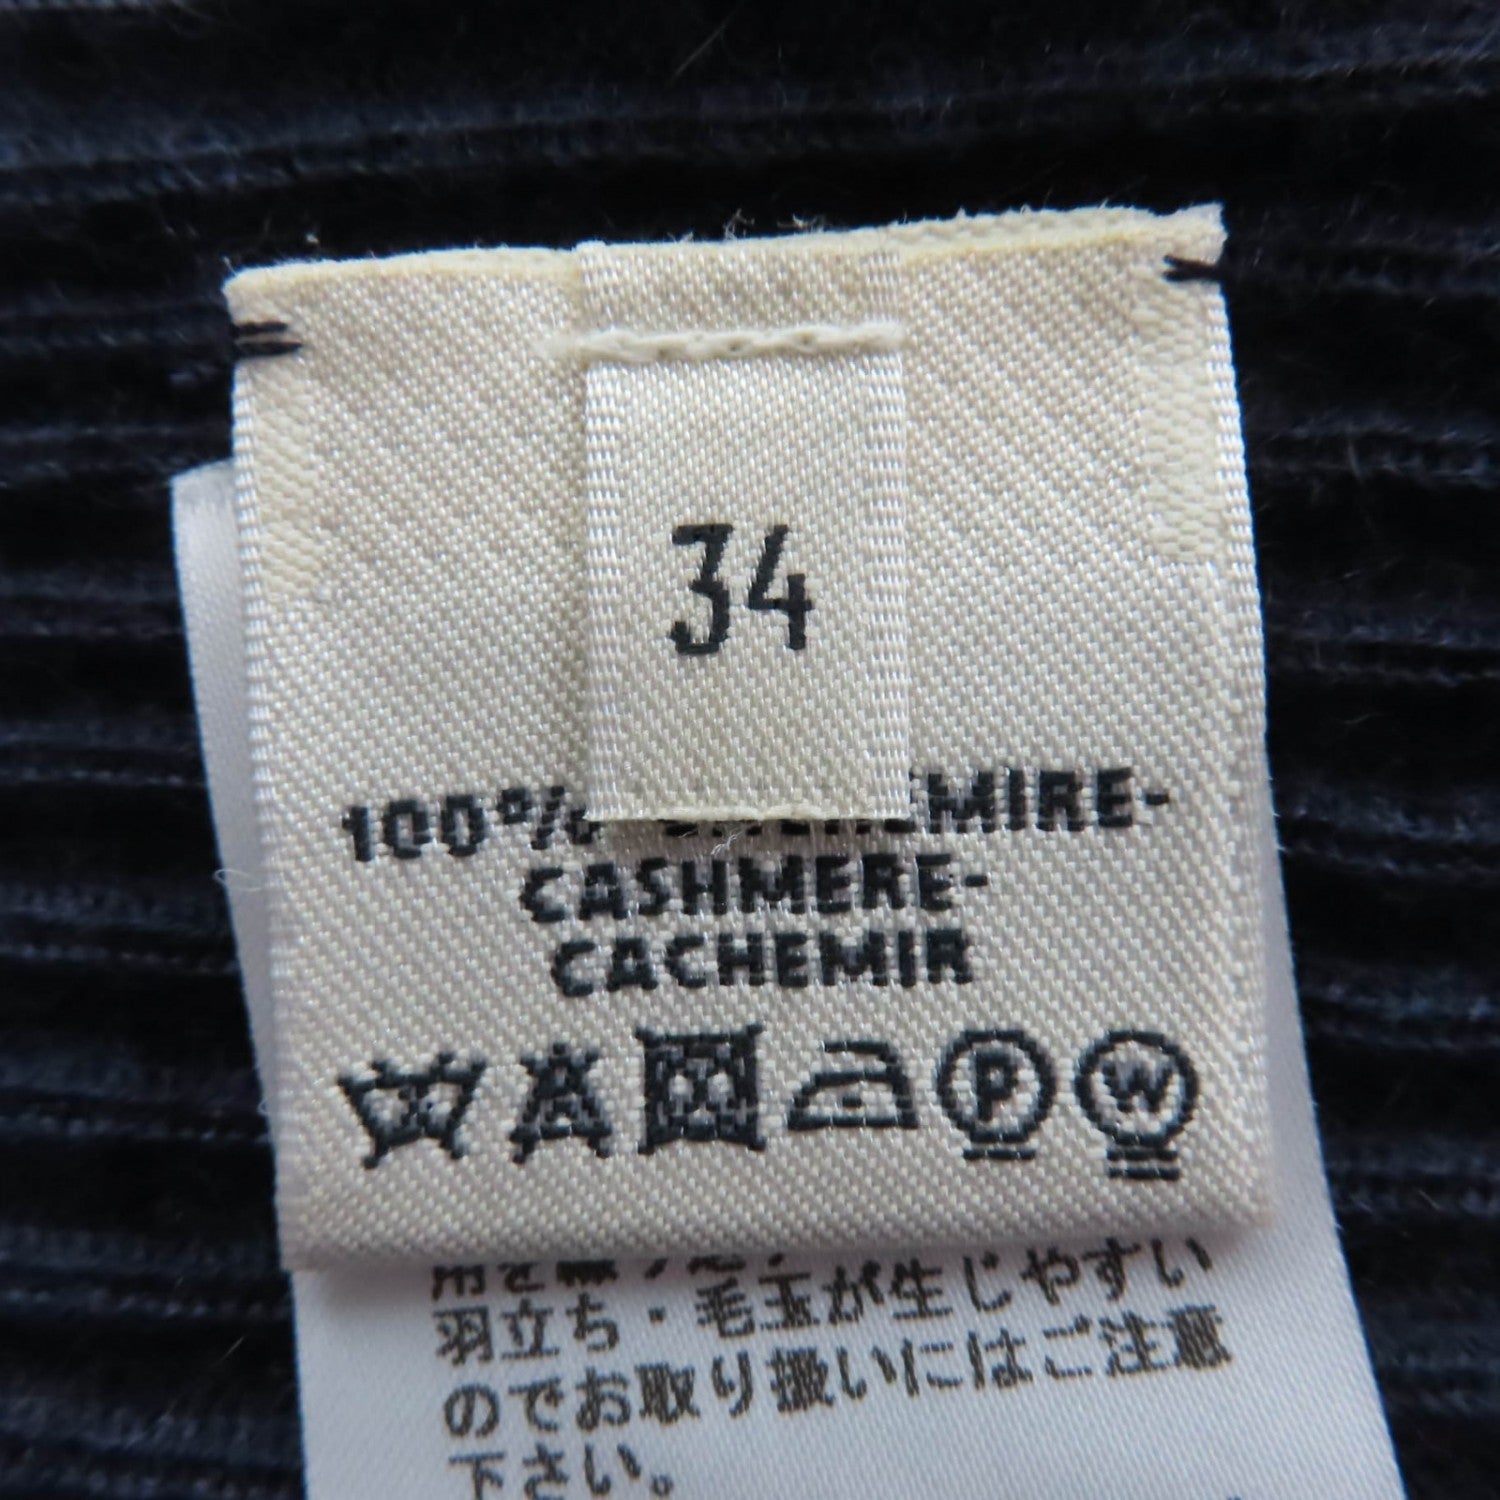 34
100%
CASHMERE-
CACHEMIR
P W
羽立ち・毛玉が生じやすい
のでお取り扱いにはご注意
下さい。